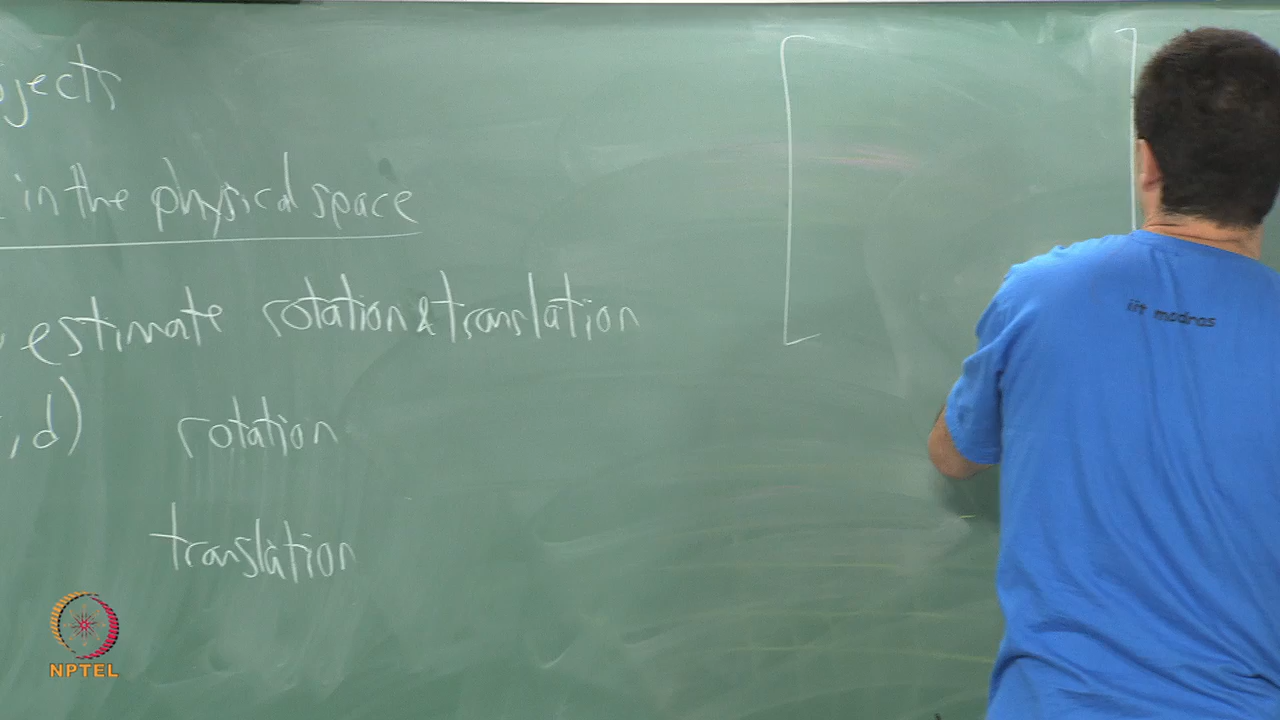 jects
in the physical space
estimate rotation & translation
, d) rotation
translation
iit madras
NPTEL